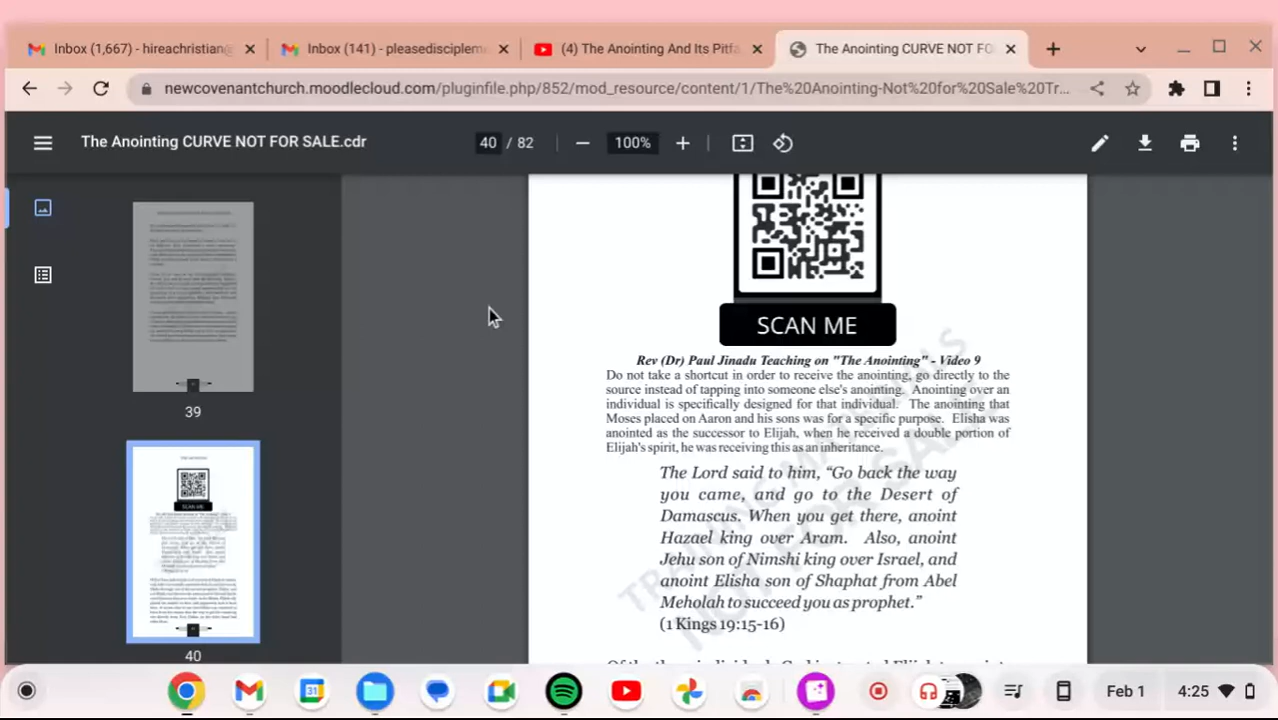 Inbox (1,667) - hireachristian@
Inbox (141) - pleasedisciplem
(4) The Anointing And Its Pitfa
The Anointing CURVE NOT FO
newcovenantchurch.moodlecloud.com/pluginfile.php/852/mod_resource/content/1/The%20Anointing-Not%20for%20Sale%20Tr...
The Anointing CURVE NOT FOR SALE.cdr
40 / 82
100%
39
SCAN ME
40
SCAN ME
Rev (Dr) Paul Jinadu Teaching on "The Anointing" - Video 9
Do not take a shortcut in order to receive the anointing, go directly to the
source instead of tapping into someone else's anointing. Anointing over an
individual is specifically designed for that individual. The anointing that
Moses placed on Aaron and his sons was for a specific purpose. Elisha was
anointed as the successor to Elijah, when he received a double portion of
Elijah's spirit, he was receiving this as an inheritance.
The Lord said to him, “Go back the way
you came, and go to the Desert of
Damascus. When you get there, anoint
Hazael king over Aram. Also, anoint
Jehu son of Nimshi king over Israel, and
anoint Elisha son of Shaphat from Abel
Meholah to succeed you as prophet.”
(1 Kings 19:15-16)
NOT FOR SALE
Feb 1
4:25